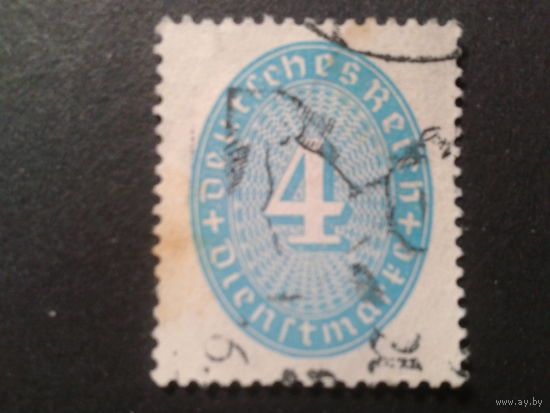 Deutsches Reich
4
+ Dienstmarke +
www.ay.by